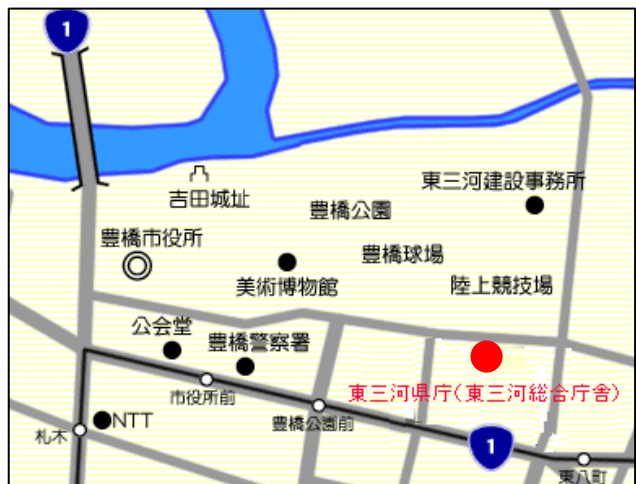 1
吉田城址
東三河建設事務所
豊橋公園
豊橋市役所
豊橋球場
美術博物館
陸上競技場
公会堂
豊橋警察署
市役所前
東三河県庁(東三河総合庁舎)
NTT
札木
豊橋公園前
1
東八町